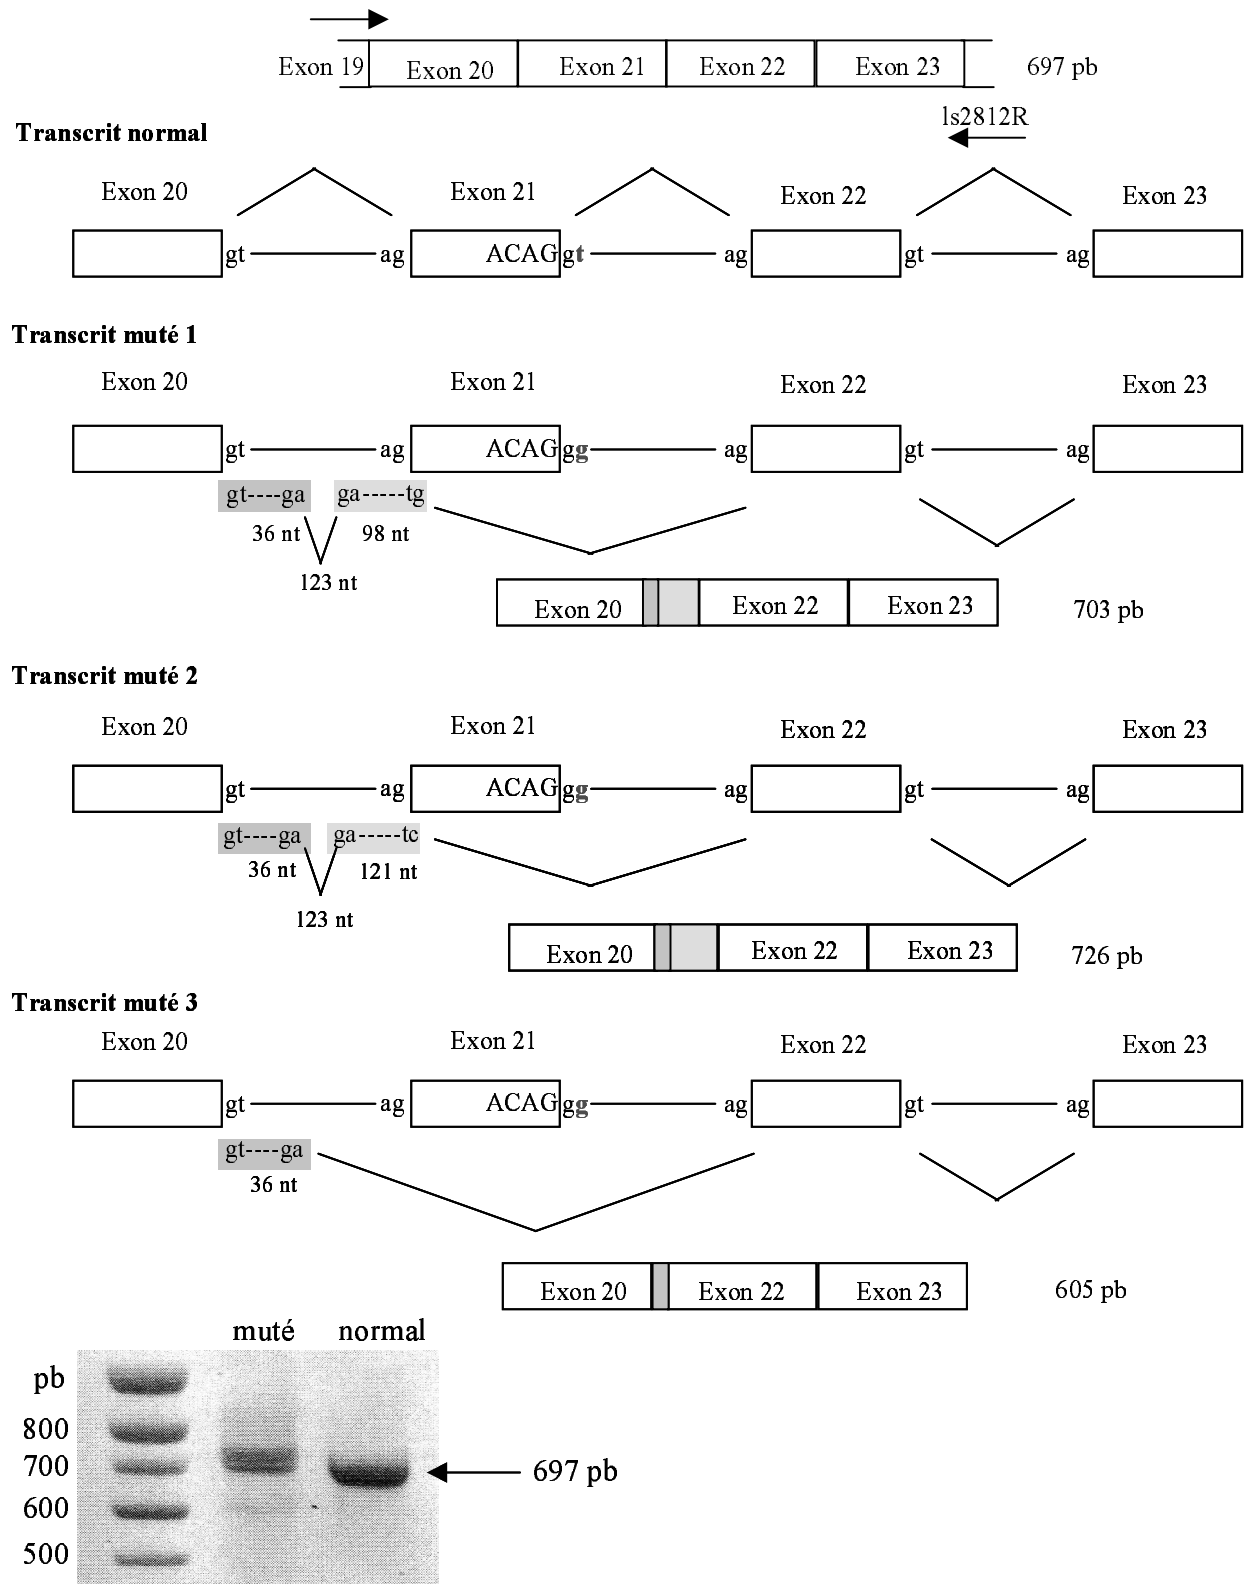 Exon 19 Exon 20 Exon 21 Exon 22 Exon 23 697 pb
ls2812R
Transcrit normal
Exon 20 Exon 21 Exon 22 Exon 23
gt ag ACAG gt ag gt ag
Transcrit muté 1
Exon 20 Exon 21 Exon 22 Exon 23
gt ag ACAG gg ag gt ag
gt----ga ga-----tg
36 nt 98 nt
123 nt
Exon 20 Exon 22 Exon 23 703 pb
Transcrit muté 2
Exon 20 Exon 21 Exon 22 Exon 23
gt ag ACAG gg ag gt ag
gt----ga ga-----tc
36 nt 121 nt
123 nt
Exon 20 Exon 22 Exon 23 726 pb
Transcrit muté 3
Exon 20 Exon 21 Exon 22 Exon 23
gt ag ACAG gg ag gt ag
gt----ga
36 nt
Exon 20 Exon 22 Exon 23 605 pb
muté normal
pb
800
700 697 pb
600
500